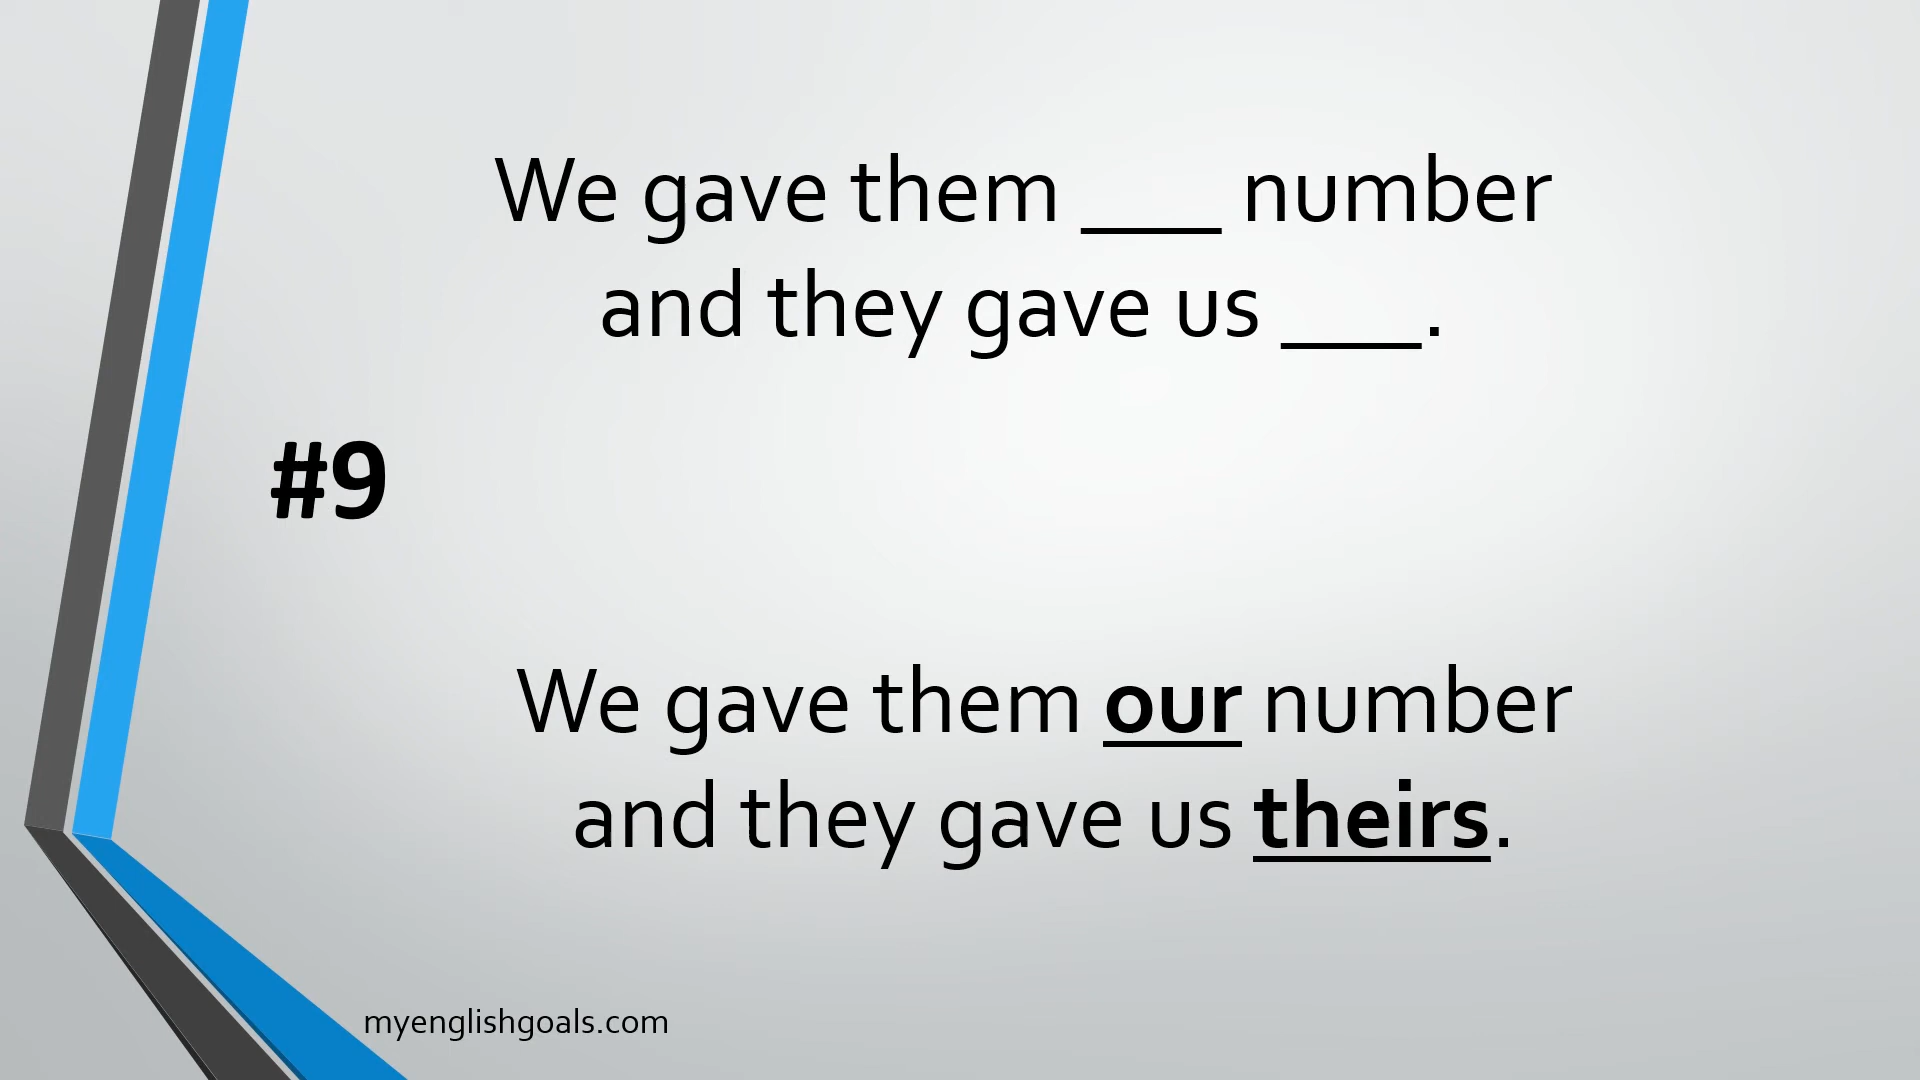 We gave them ___ number
and they gave us ___.
#9
We gave them our number
and they gave us theirs.
myenglishgoals.com